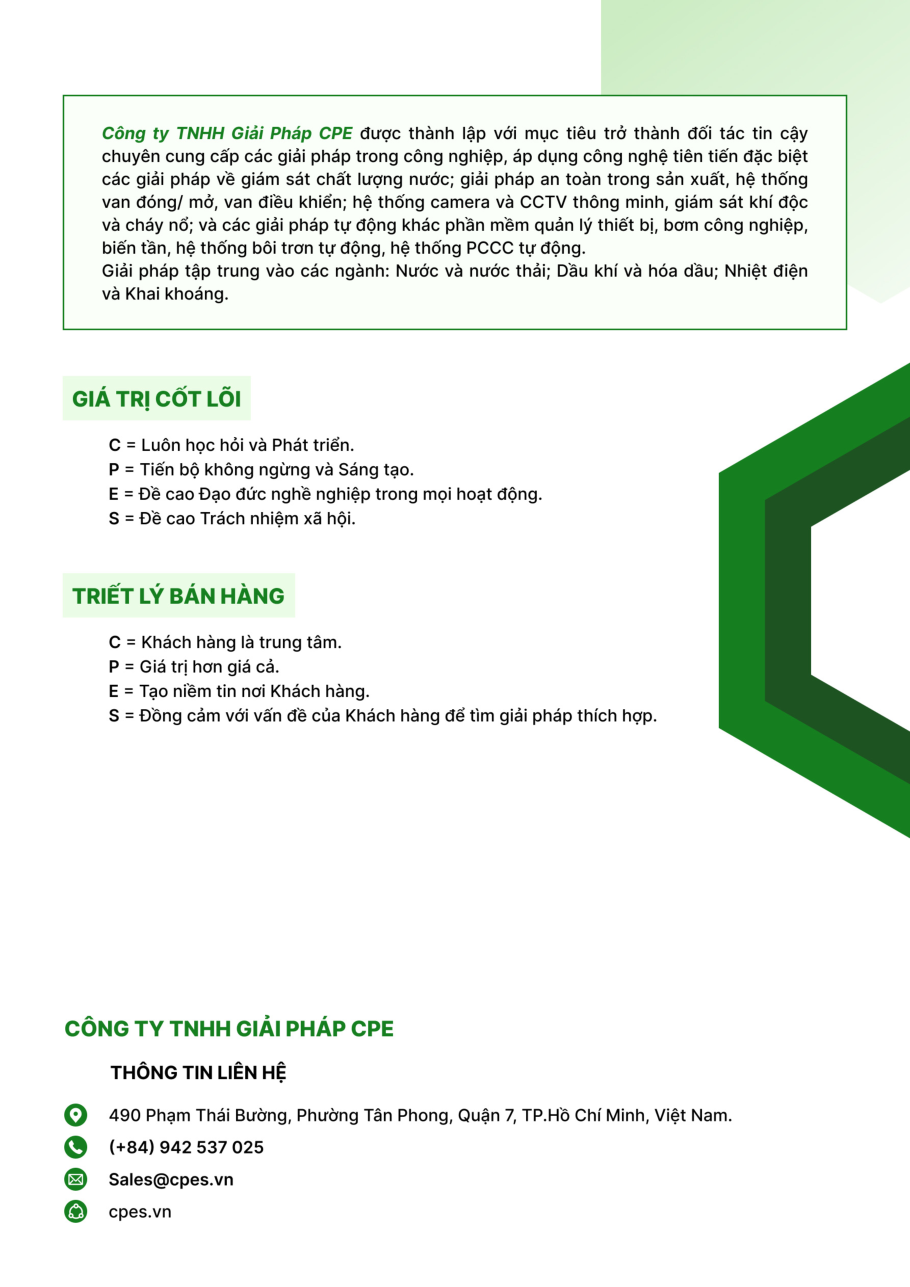 Công ty TNHH Giải Pháp CPE được thành lập với mục tiêu trở thành đối tác tin cậy
chuyên cung cấp các giải pháp trong công nghiệp, áp dụng công nghệ tiên tiến đặc biệt
các giải pháp về giám sát chất lượng nước; giải pháp an toàn trong sản xuất, hệ thống
van đóng/ mở, van điều khiển; hệ thống camera và CCTV thông minh, giám sát khí độc
và cháy nổ; và các giải pháp tự động khác phần mềm quản lý thiết bị, bơm công nghiệp,
biến tần, hệ thống bôi trơn tự động, hệ thống PCCC tự động.
Giải pháp tập trung vào các ngành: Nước và nước thải; Dầu khí và hóa dầu; Nhiệt điện
và Khai khoáng.
GIÁ TRỊ CỐT LÕI
C = Luôn học hỏi và Phát triển.
P = Tiến bộ không ngừng và Sáng tạo.
E = Đề cao Đạo đức nghề nghiệp trong mọi hoạt động.
S = Đề cao Trách nhiệm xã hội.
TRIẾT LÝ BÁN HÀNG
C = Khách hàng là trung tâm.
P = Giá trị hơn giá cả.
E = Tạo niềm tin nơi Khách hàng.
S = Đồng cảm với vấn đề của Khách hàng để tìm giải pháp thích hợp.
CÔNG TY TNHH GIẢI PHÁP CPE
THÔNG TIN LIÊN HỆ
490 Phạm Thái Bường, Phường Tân Phong, Quận 7, TP.Hồ Chí Minh, Việt Nam.
(+84) 942 537 025
Sales@cpes.vn
cpes.vn